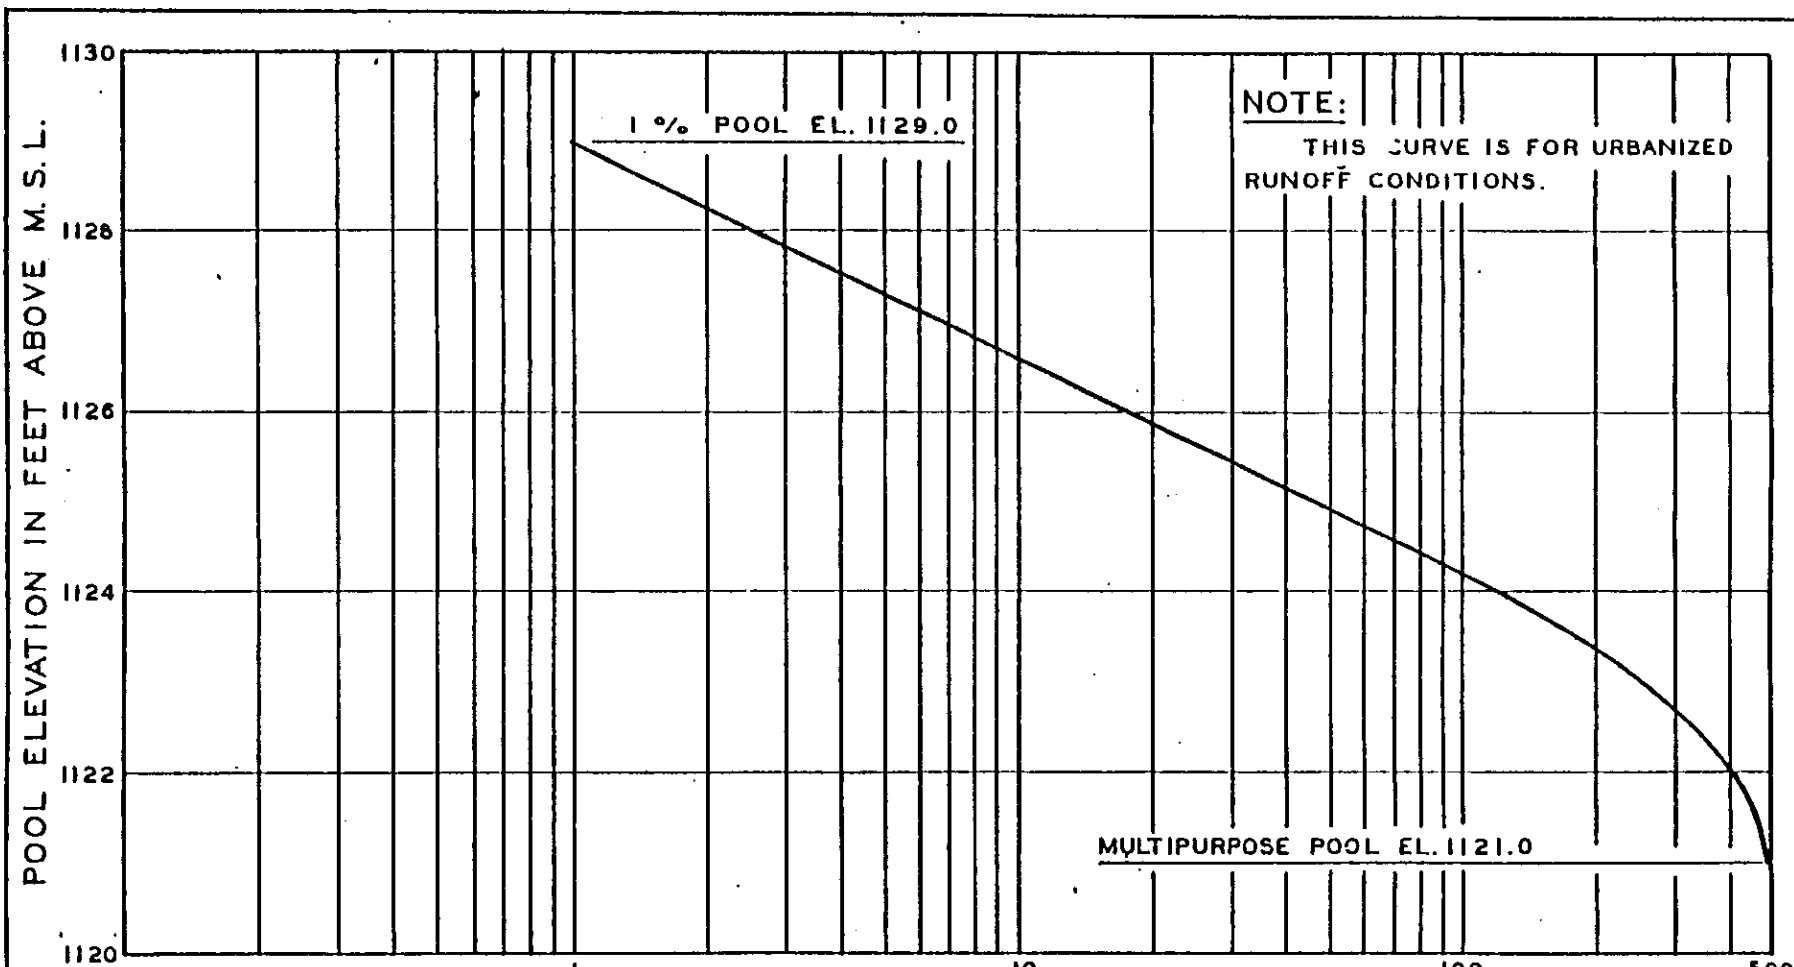 1130
1 % POOL EL. 1129.0
NOTE:
THIS CURVE IS FOR URBANIZED
RUNOFF CONDITIONS.
POOL ELEVATION IN FEET ABOVE M.S.L.
1128
1126
1124
1122
MULTIPURPOSE POOL EL. 1121.0
1120
1
10
100
500